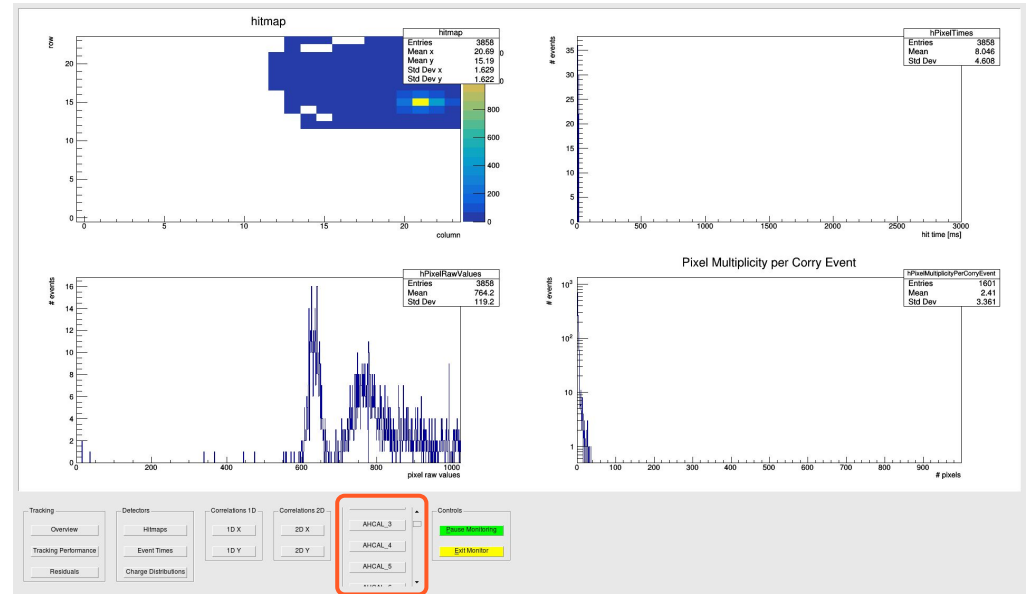 hitmap
hitmap
Entries 3858
Mean x 20.69
Mean y 15.19
Std Dev x 1.629
Std Dev y 1.622
row
20
15
10
5
0
0 5 10 15 20
column
800
600
400
200
0
hPixelTimes
Entries 3858
Mean 8.046
Std Dev 4.608
# events
35
30
25
20
15
10
5
0
0 500 1000 1500 2000 2500 3000
hit time [ms]
hPixelRawValues
Entries 3858
Mean 764.2
Std Dev 119.2
# events
16
14
12
10
8
6
4
2
0
0 200 400 600 800 1000
pixel raw values
Pixel Multiplicity per Corry Event
hPixelMultiplicityPerCorryEvent
Entries 1601
Mean 2.41
Std Dev 3.361
# events
10³
10²
10
1
0 100 200 300 400 500 600 700 800 900
# pixels
Tracking
Overview
Tracking Performance
Residuals
Detectors
Hitmaps
Event Times
Charge Distributions
Correlations 1D
1D X
1D Y
Correlations 2D
2D X
2D Y
AHCAL_3
AHCAL_4
AHCAL_5
Controls
Pause Monitoring
Exit Monitor